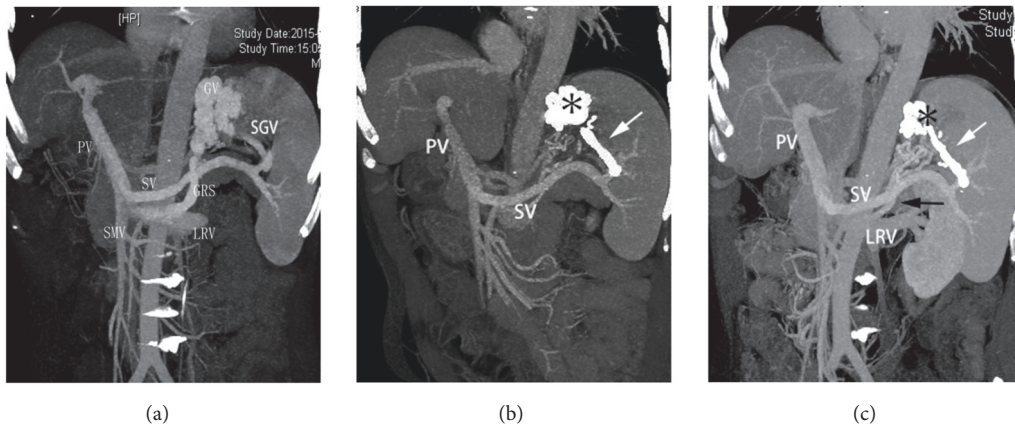 [HP]
Study Date:2015-
Study Time:15:0
M
GV
SGV
PV
SV
GRS
SMV
LRV
(a)
*
PV
SV
(b)
Study
Stud
*
PV
SV
LRV
(c)